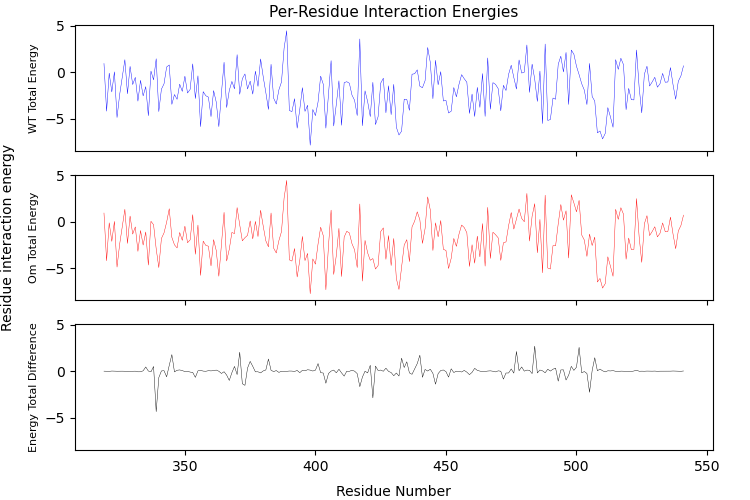 Per-Residue Interaction Energies
Residue interaction energy
WT Total Energy
5
0
−5
Om Total Energy
5
0
−5
Energy Total Difference
5
0
−5
350 400 450 500 550
Residue Number